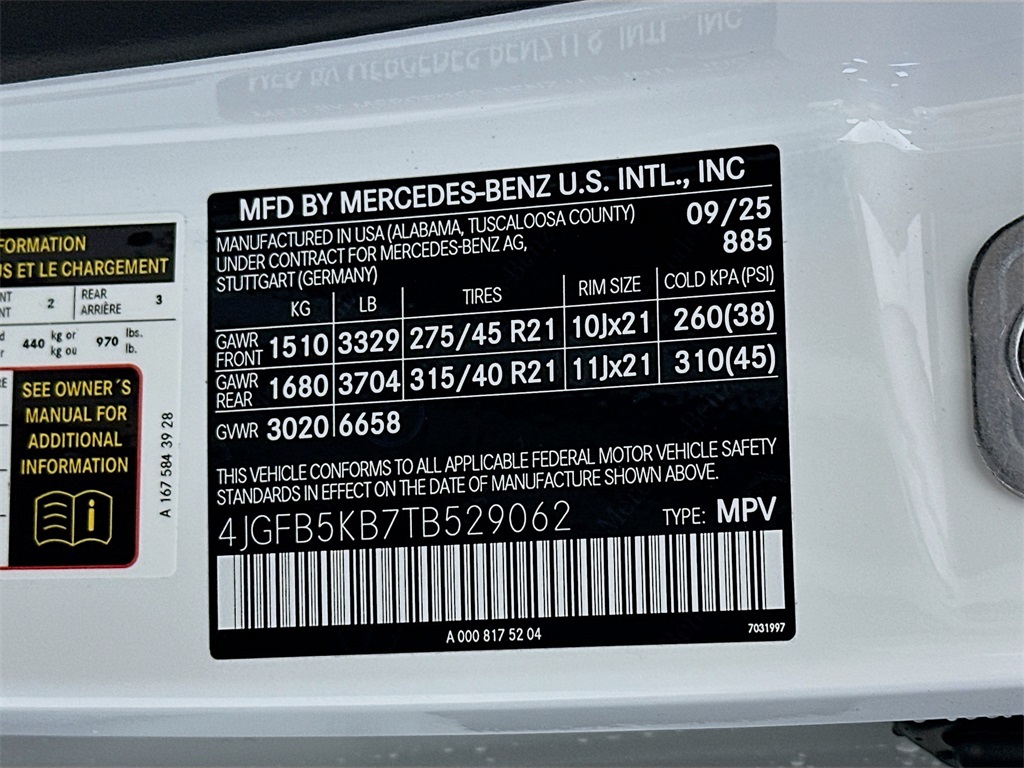 MFD BY MERCEDES-BENZ U.S. INTL., INC
MANUFACTURED IN USA (ALABAMA, TUSCALOOSA COUNTY)
UNDER CONTRACT FOR MERCEDES-BENZ AG,
STUTTGART (GERMANY)
09/25
885
KG LB TIRES RIM SIZE COLD KPA(PSI)
GAWR FRONT 1510 3329 275/45 R21 10Jx21 260(38)
GAWR REAR 1680 3704 315/40 R21 11Jx21 310(45)
GVWR 3020 6658
THIS VEHICLE CONFORMS TO ALL APPLICABLE FEDERAL MOTOR VEHICLE SAFETY
STANDARDS IN EFFECT ON THE DATE OF MANUFACTURE SHOWN ABOVE.
4JGFB5KB7TB529062 TYPE: MPV
A 000 817 52 04
7031997
ET LE CHARGEMENT
2 REAR 3
ARRIÈRE
440 kg or 970 lbs.
kg ou lb.
SEE OWNER´S
MANUAL FOR
ADDITIONAL
INFORMATION
A 167 584 39 28